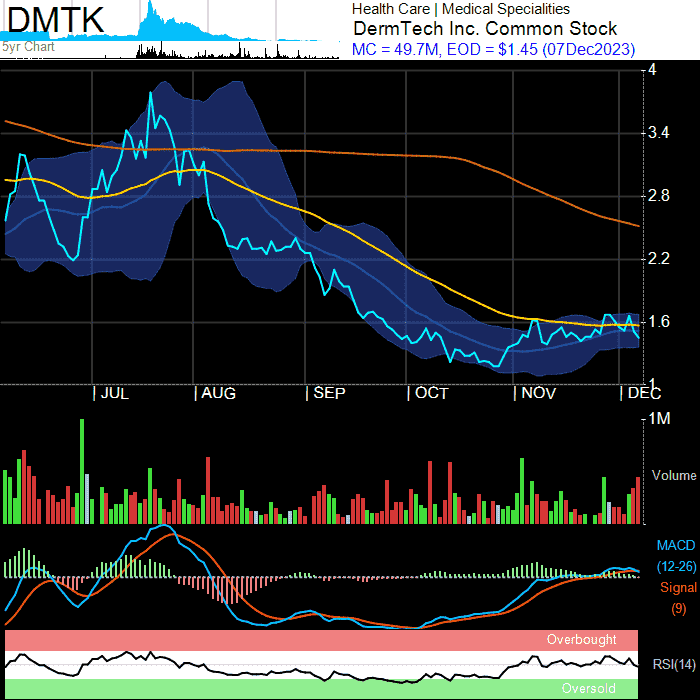 DMTK
5yr Chart
Health Care | Medical Specialities
DermTech Inc. Common Stock
MC = 49.7M, EOD = $1.45 (07Dec2023)
4
3.4
2.8
2.2
1.6
1
| JUL | AUG | SEP | OCT | NOV | DEC
1M
Volume
MACD
(12-26)
Signal
(9)
Overbought
RSI(14)
Oversold